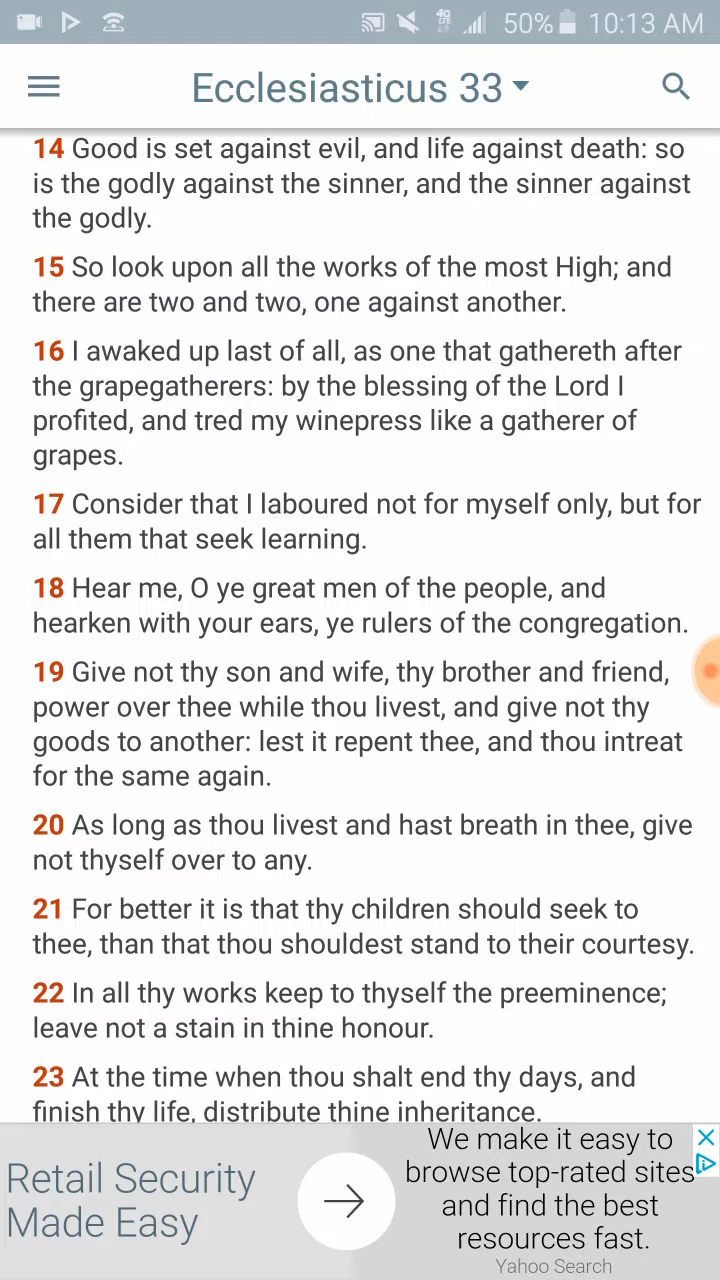 50% 10:13 AM
Ecclesiasticus 33
14 Good is set against evil, and life against death: so
is the godly against the sinner, and the sinner against
the godly.
15 So look upon all the works of the most High; and
there are two and two, one against another.
16 I awaked up last of all, as one that gathereth after
the grapegatherers: by the blessing of the Lord I
profited, and tred my winepress like a gatherer of
grapes.
17 Consider that I laboured not for myself only, but for
all them that seek learning.
18 Hear me, O ye great men of the people, and
hearken with your ears, ye rulers of the congregation.
19 Give not thy son and wife, thy brother and friend,
power over thee while thou livest, and give not thy
goods to another: lest it repent thee, and thou intreat
for the same again.
20 As long as thou livest and hast breath in thee, give
not thyself over to any.
21 For better it is that thy children should seek to
thee, than that thou shouldest stand to their courtesy.
22 In all thy works keep to thyself the preeminence;
leave not a stain in thine honour.
23 At the time when thou shalt end thy days, and
finish thy life, distribute thine inheritance.
Retail Security
Made Easy
We make it easy to
browse top-rated sites
and find the best
resources fast.
Yahoo Search